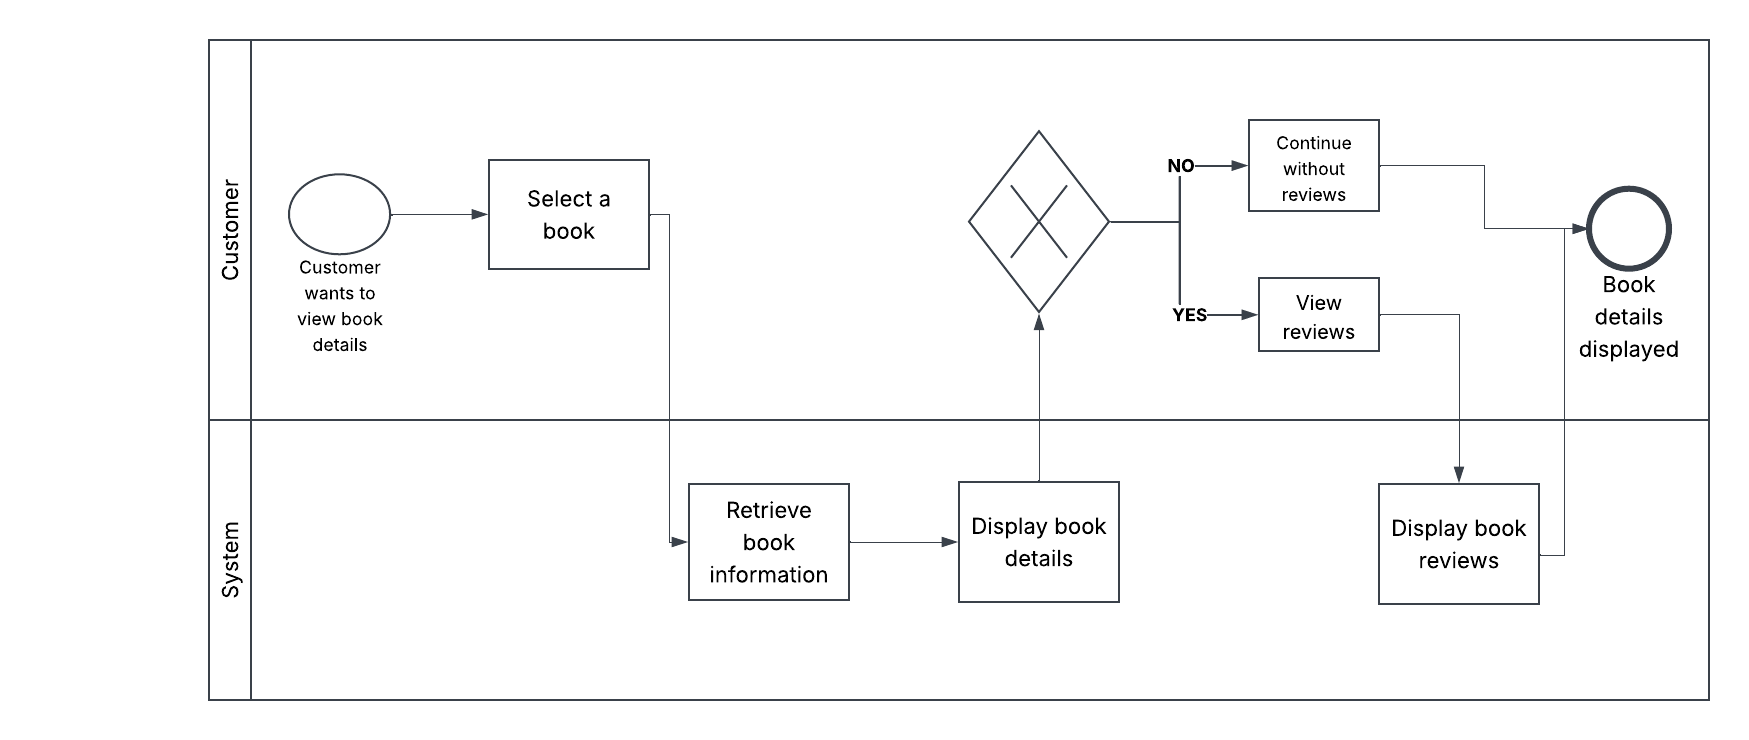 Customer
Customer
wants to
view book
details
Select a
book
NO
YES
Continue
without
reviews
View
reviews
Book
details
displayed
System
Retrieve
book
information
Display book
details
Display book
reviews